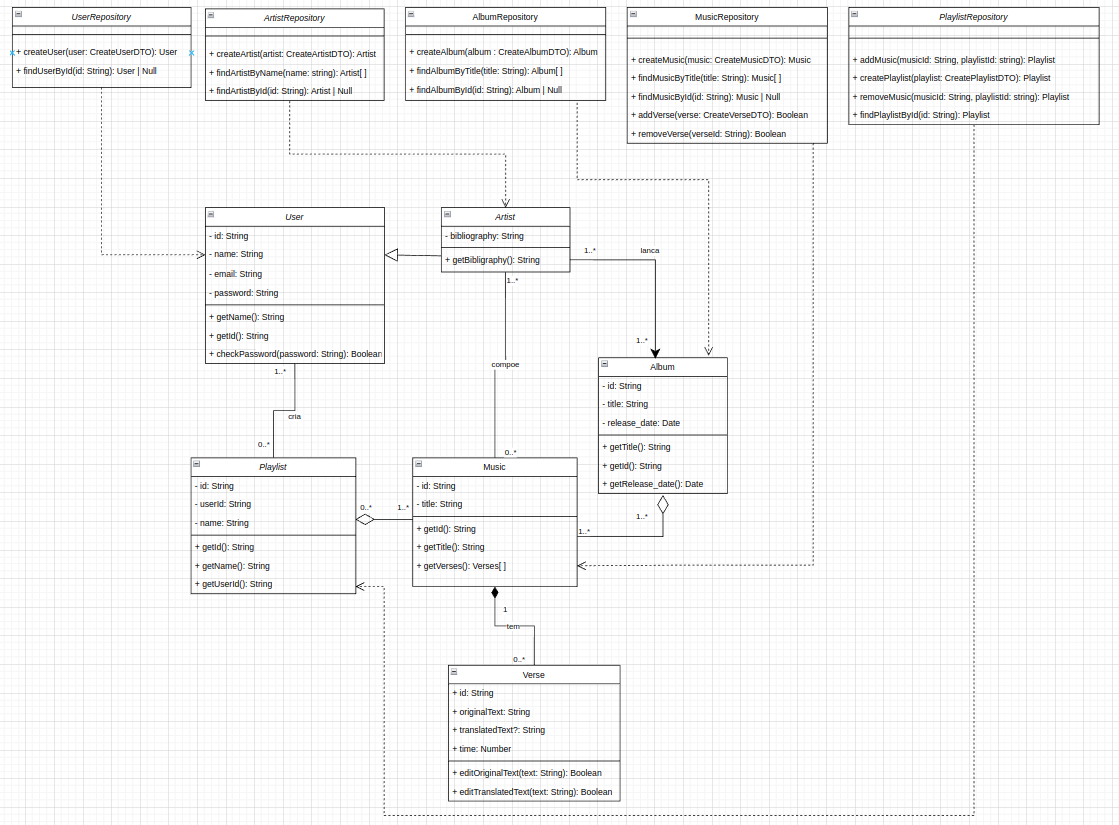 UserRepository
+ createUser(user: CreateUserDTO): User
+ findUserById(id: String): User | Null
ArtistRepository
+ createArtist(artist: CreateArtistDTO): Artist
+ findArtistByName(name: string): Artist[ ]
+ findArtistById(id: String): Artist | Null
AlbumRepository
+ createAlbum(album : CreateAlbumDTO): Album
+ findAlbumByTitle(title: String): Album[ ]
+ findAlbumById(id: String): Album | Null
MusicRepository
+ createMusic(music: CreateMusicDTO): Music
+ findMusicByTitle(title: String): Music[ ]
+ findMusicById(id: String): Music | Null
+ addVerse(verse: CreateVerseDTO): Boolean
+ removeVerse(verseId: String): Boolean
PlaylistRepository
+ addMusic(musicId: String, playlistId: string): Playlist
+ createPlaylist(playlist: CreatePlaylistDTO): Playlist
+ removeMusic(musicId: String, playlistId: string): Playlist
+ findPlaylistById(id: String): Playlist
User
- id: String
- name: String
- email: String
- password: String
+ getName(): String
+ getId(): String
+ checkPassword(password: String): Boolean
Artist
- bibliography: String
+ getBibligraphy(): String
1..*
lanca
1..*
1..*
compoe
0..*
Album
- id: String
- title: String
- release_date: Date
+ getTitle(): String
+ getId(): String
+ getRelease_date(): Date
1..*
cria
0..*
Playlist
- id: String
- userId: String
- name: String
+ getId(): String
+ getName(): String
+ getUserId(): String
0..*
1..*
Music
- id: String
- title: String
+ getId(): String
+ getTitle(): String
+ getVerses(): Verses[ ]
1..*
1..*
1
tem
0..*
Verse
+ id: String
+ originalText: String
+ translatedText?: String
+ time: Number
+ editOriginalText(text: String): Boolean
+ editTranslatedText(text: String): Boolean